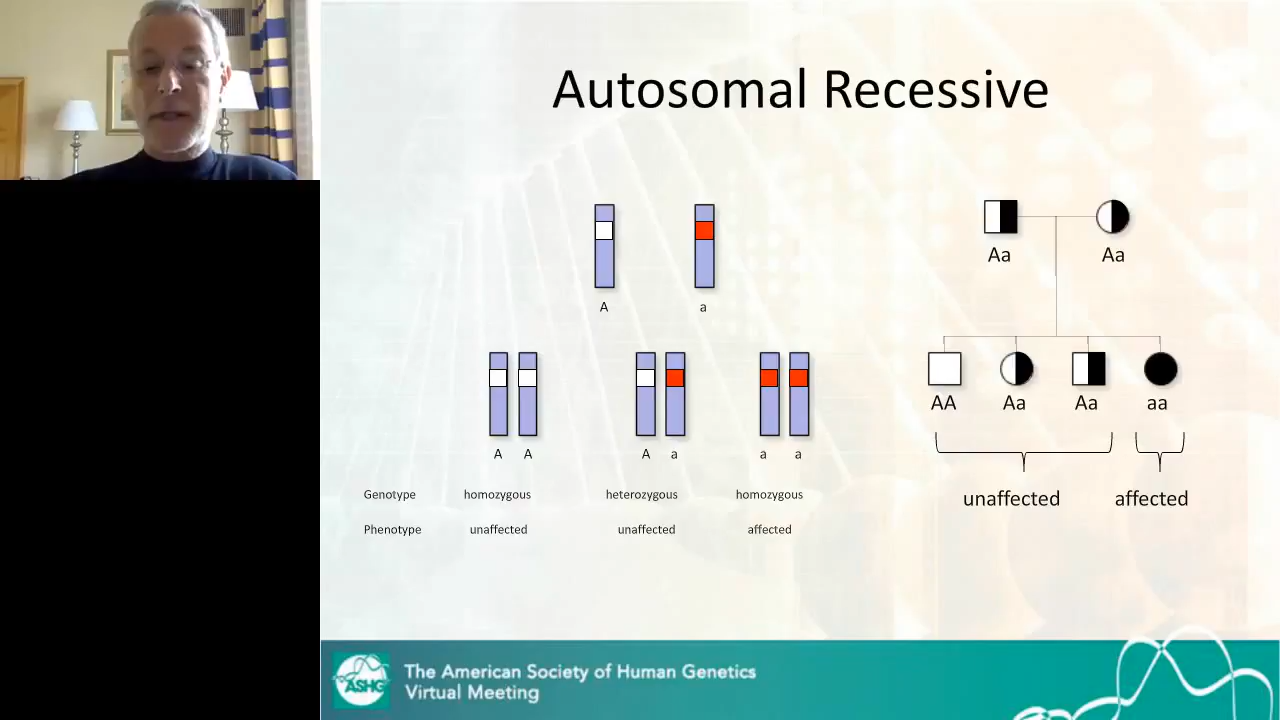 Autosomal Recessive
A a
A A A a a a
Genotype homozygous heterozygous homozygous
Phenotype unaffected unaffected affected
Aa Aa
AA Aa Aa aa
unaffected affected
ASHG
The American Society of Human Genetics
Virtual Meeting